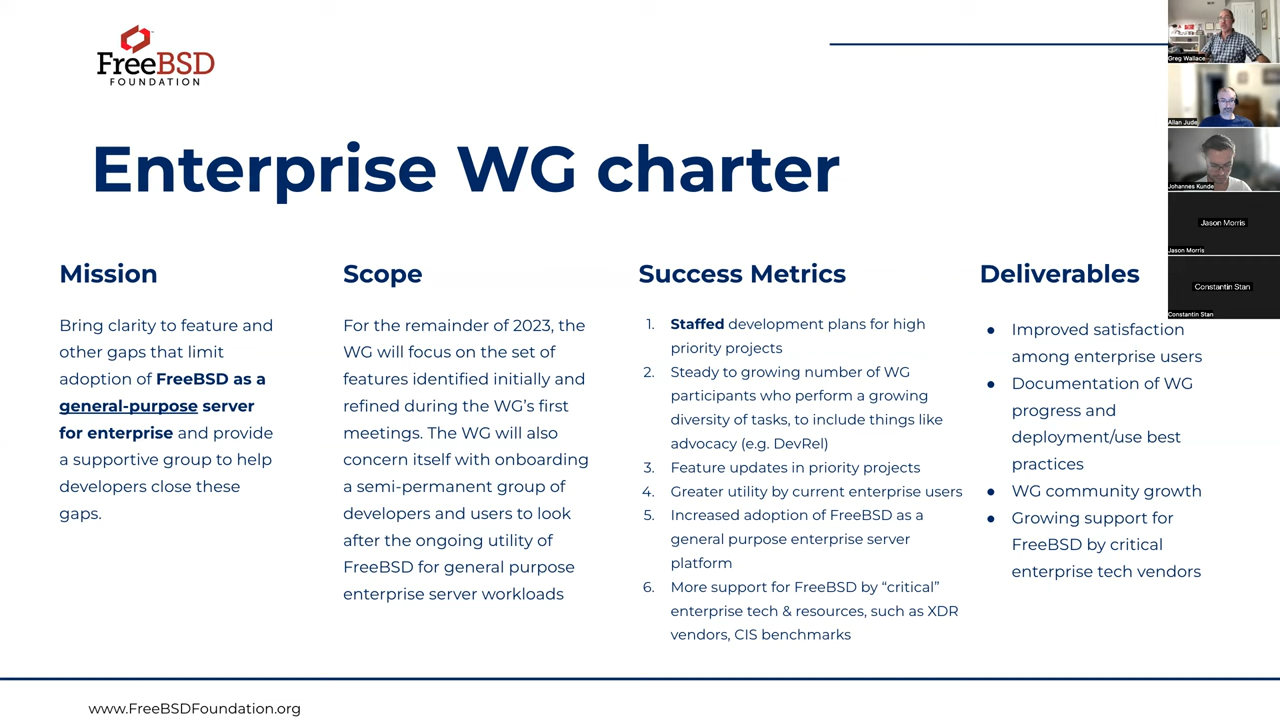 FreeBSD
FOUNDATION
Enterprise WG charter
Mission
Bring clarity to feature and
other gaps that limit
adoption of FreeBSD as a
general-purpose server
for enterprise and provide
a supportive group to help
developers close these
gaps.
Scope
For the remainder of 2023, the
WG will focus on the set of
features identified initially and
refined during the WG’s first
meetings. The WG will also
concern itself with onboarding
a semi-permanent group of
developers and users to look
after the ongoing utility of
FreeBSD for general purpose
enterprise server workloads
Success Metrics
1. Staffed development plans for high
priority projects
2. Steady to growing number of WG
participants who perform a growing
diversity of tasks, to include things like
advocacy (e.g. DevRel)
3. Feature updates in priority projects
4. Greater utility by current enterprise users
5. Increased adoption of FreeBSD as a
general purpose enterprise server
platform
6. More support for FreeBSD by “critical”
enterprise tech & resources, such as XDR
vendors, CIS benchmarks
Deliverables
● Improved satisfaction
among enterprise users
● Documentation of WG
progress and
deployment/use best
practices
● WG community growth
● Growing support for
FreeBSD by critical
enterprise tech vendors
www.FreeBSDFoundation.org
Greg Wallace
Allan Jude
Johannes Kunde
Jason Morris
Jason Morris
Constantin Stan
Constantin Stan